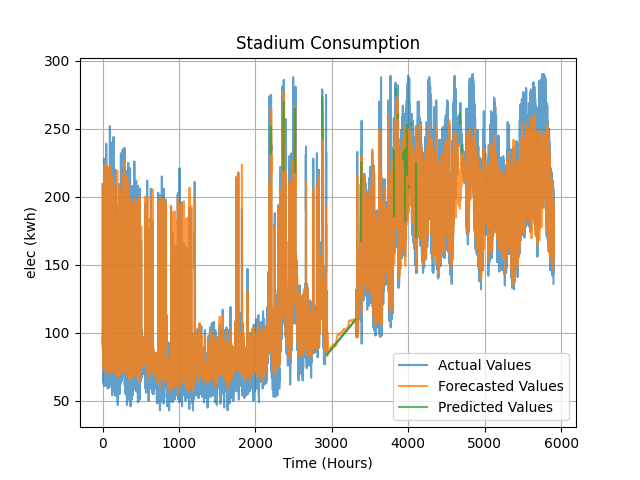 Stadium Consumption
300
250
200
150
100
50
elec (kwh)
0 1000 2000 3000 4000 5000 6000
Time (Hours)
Actual Values
Forecasted Values
Predicted Values